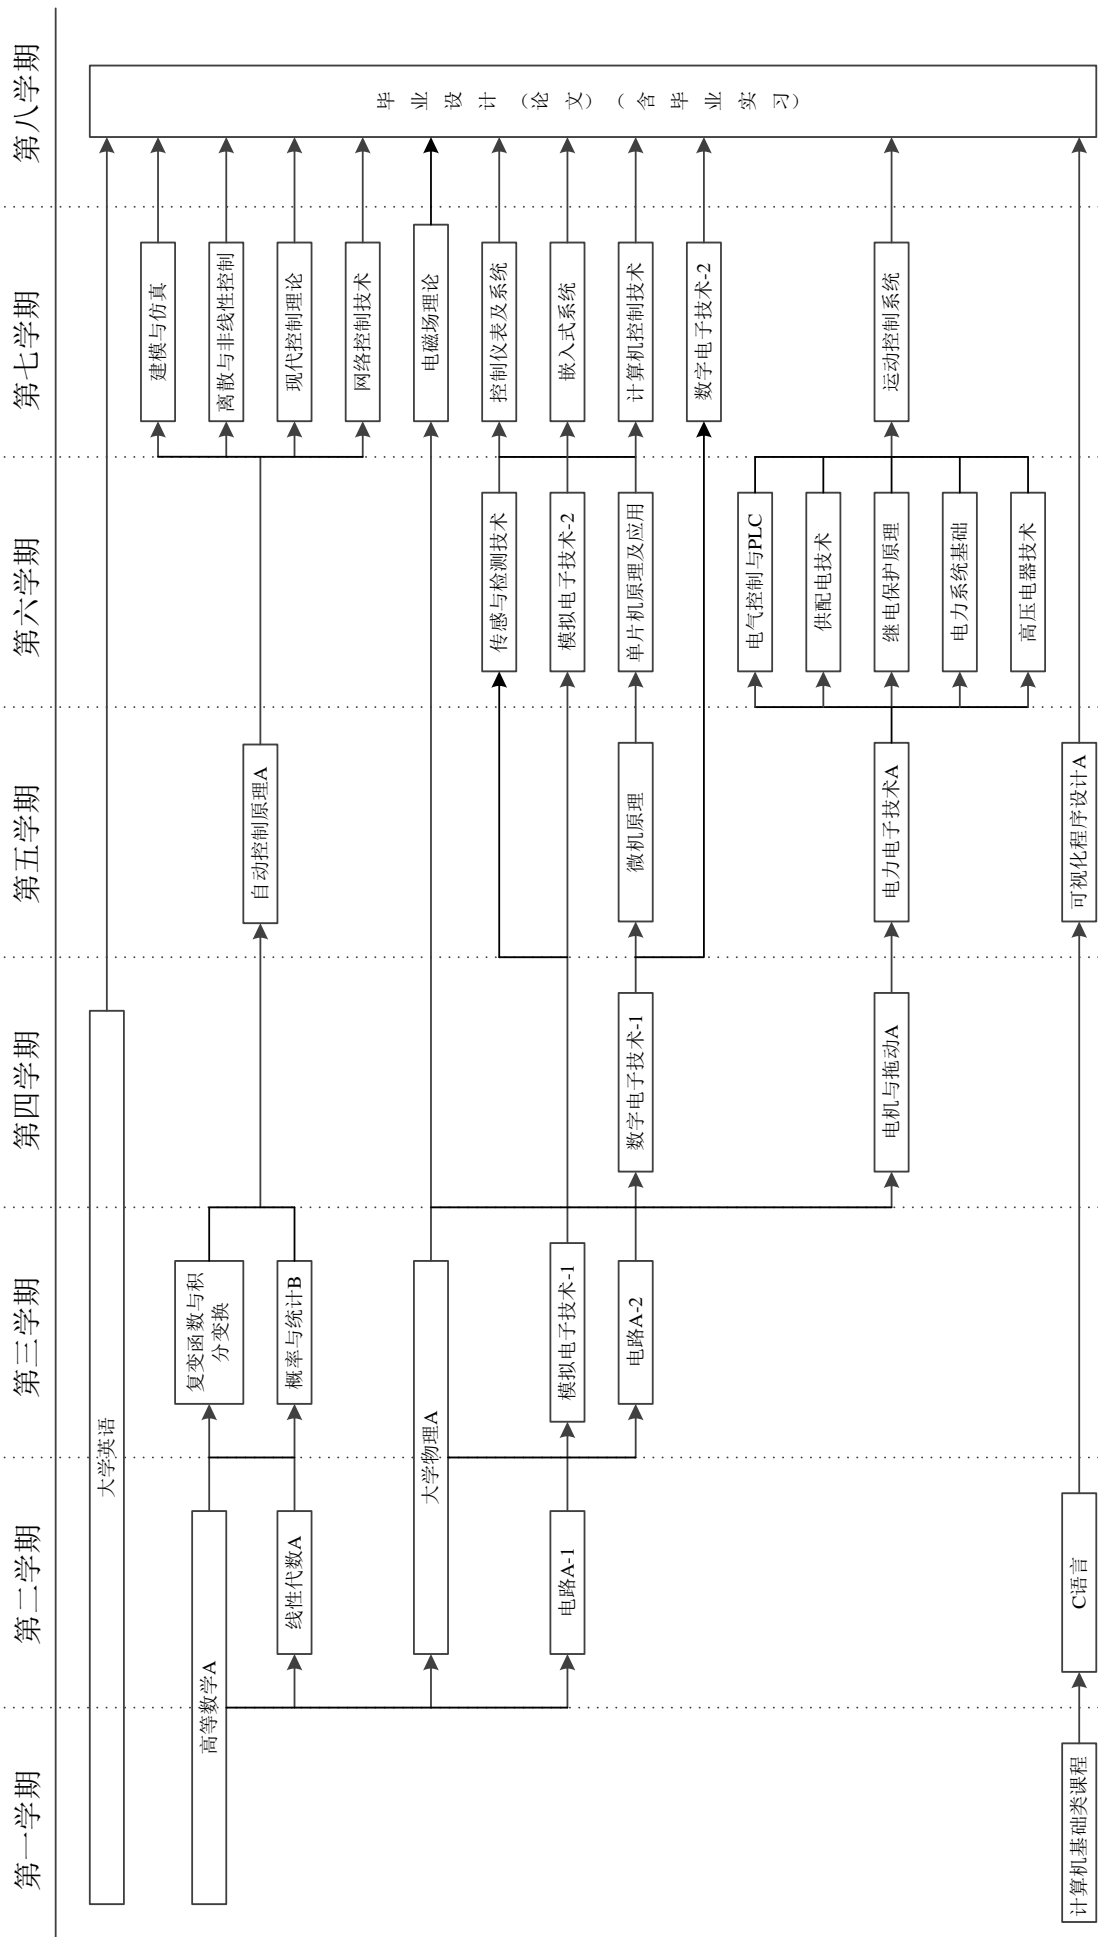 第一学期
第二学期
第三学期
第四学期
第五学期
第六学期
第七学期
第八学期
大学英语
高等数学A
线性代数A
复变函数与积
分变换
概率与统计B
自动控制原理A
建模与仿真
离散与非线性控制
现代控制理论
网络控制技术
大学物理A
电磁场理论
电路A-1
模拟电子技术-1
电路A-2
数字电子技术-1
微机原理
传感与检测技术
模拟电子技术-2
单片机原理及应用
控制仪表及系统
嵌入式系统
计算机控制技术
数字电子技术-2
电机与拖动A
电力电子技术A
电气控制与PLC
供配电技术
继电保护原理
电力系统基础
高压电器技术
运动控制系统
计算机基础类课程
C语言
可视化程序设计A
毕业设计（论文）（含毕业实习）